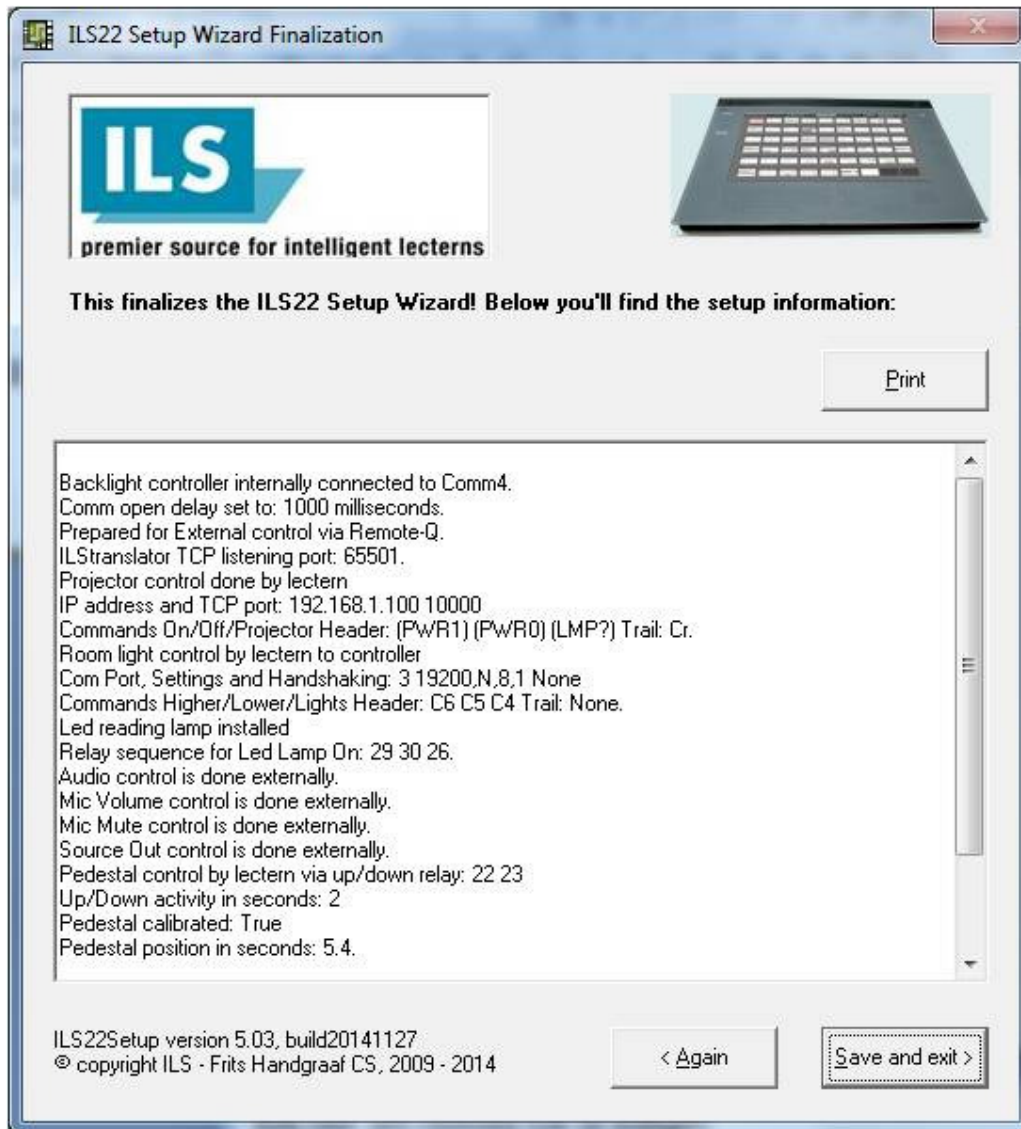 ILS22 Setup Wizard Finalization
ILS
premier source for intelligent lecterns
This finalizes the ILS22 Setup Wizard! Below you'll find the setup information:
Print
Backlight controller internally connected to Comm4.
Comm open delay set to: 1000 milliseconds.
Prepared for External control via Remote-Q.
ILStranslator TCP listening port: 65501.
Projector control done by lectern
IP address and TCP port: 192.168.1.100 10000
Commands On/Off/Projector Header: (PWR1) (PWR0) (LMP?) Trail: Cr.
Room light control by lectern to controller
Com Port, Settings and Handshaking: 3 19200,N,8,1 None
Commands Higher/Lower/Lights Header: C6 C5 C4 Trail: None.
Led reading lamp installed
Relay sequence for Led Lamp On: 29 30 26.
Audio control is done externally.
Mic Volume control is done externally.
Mic Mute control is done externally.
Source Out control is done externally.
Pedestal control by lectern via up/down relay: 22 23
Up/Down activity in seconds: 2
Pedestal calibrated: True
Pedestal position in seconds: 5.4.
ILS22Setup version 5.03, build20141127
© copyright ILS - Frits Handgraaf CS, 2009 - 2014
< Again
Save and exit >